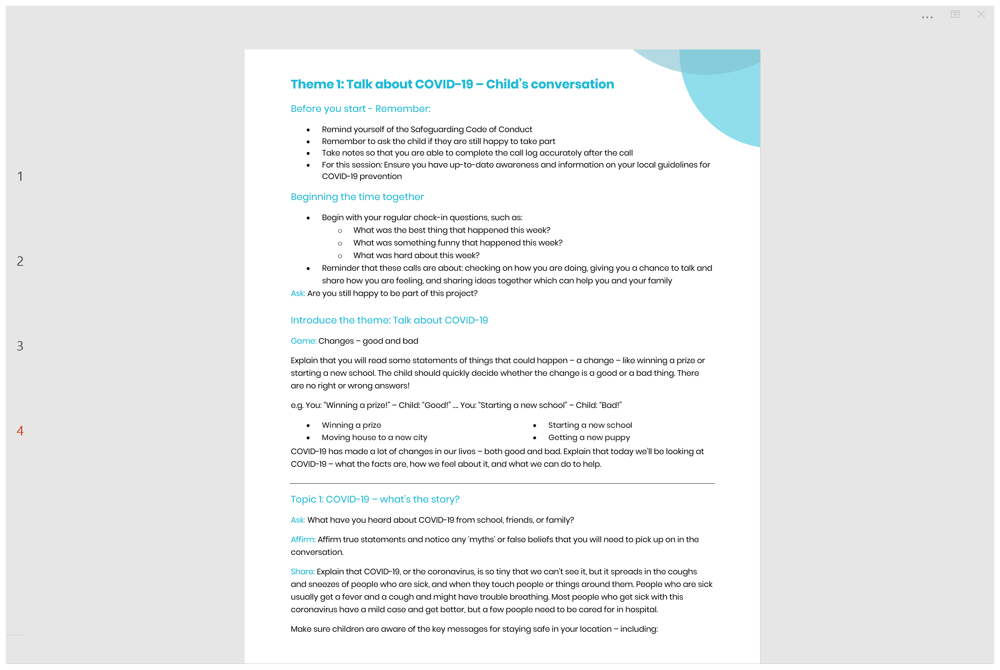 1
2
3
4
Theme 1: Talk about COVID-19 – Child’s conversation
Before you start - Remember:
• Remind yourself of the Safeguarding Code of Conduct
• Remember to ask the child if they are still happy to take part
• Take notes so that you are able to complete the call log accurately after the call
• For this session: Ensure you have up-to-date awareness and information on your local guidelines for
COVID-19 prevention
Beginning the time together
• Begin with your regular check-in questions, such as:
o What was the best thing that happened this week?
o What was something funny that happened this week?
o What was hard about this week?
• Reminder that these calls are about: checking on how you are doing, giving you a chance to talk and
share how you are feeling, and sharing ideas together which can help you and your family
Ask: Are you still happy to be part of this project?
Introduce the theme: Talk about COVID-19
Game: Changes – good and bad
Explain that you will read some statements of things that could happen – a change – like winning a prize or
starting a new school. The child should quickly decide whether the change is a good or a bad thing. There
are no right or wrong answers!
e.g. You: “Winning a prize!” – Child: “Good!” .... You: “Starting a new school” – Child: “Bad!”
• Winning a prize
• Moving house to a new city
• Starting a new school
• Getting a new puppy
COVID-19 has made a lot of changes in our lives – both good and bad. Explain that today we’ll be looking at
COVID-19 – what the facts are, how we feel about it, and what we can do to help.
Topic 1: COVID-19 – what’s the story?
Ask: What have you heard about COVID-19 from school, friends, or family?
Affirm: Affirm true statements and notice any ‘myths’ or false beliefs that you will need to pick up on in the
conversation.
Share: Explain that COVID-19, or the coronavirus, is so tiny that we can’t see it, but it spreads in the coughs
and sneezes of people who are sick, and when they touch people or things around them. People who are sick
usually get a fever and a cough and might have trouble breathing. Most people who get sick with this
coronavirus have a mild case and get better, but a few people need to be cared for in hospital.
Make sure children are aware of the key messages for staying safe in your location – including: